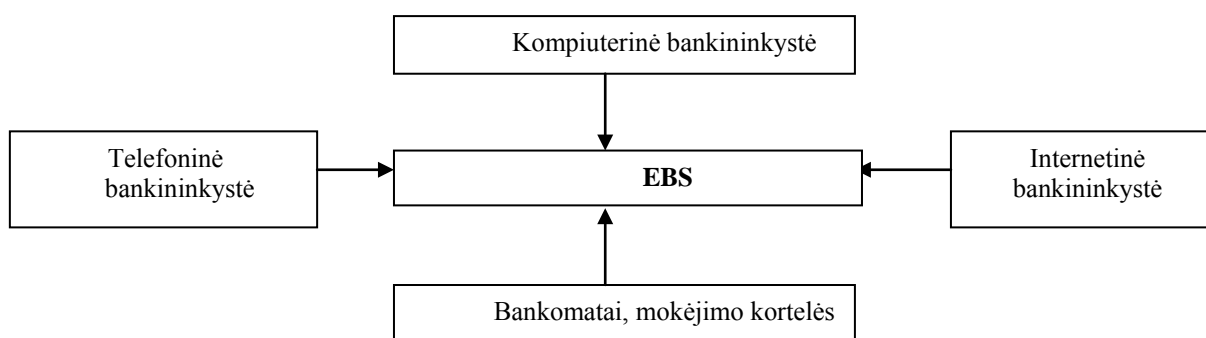 Kompiuterinė bankininkystė
Telefoninė
bankininkystė
EBS
Internetinė
bankininkystė
Bankomatai, mokėjimo kortelės